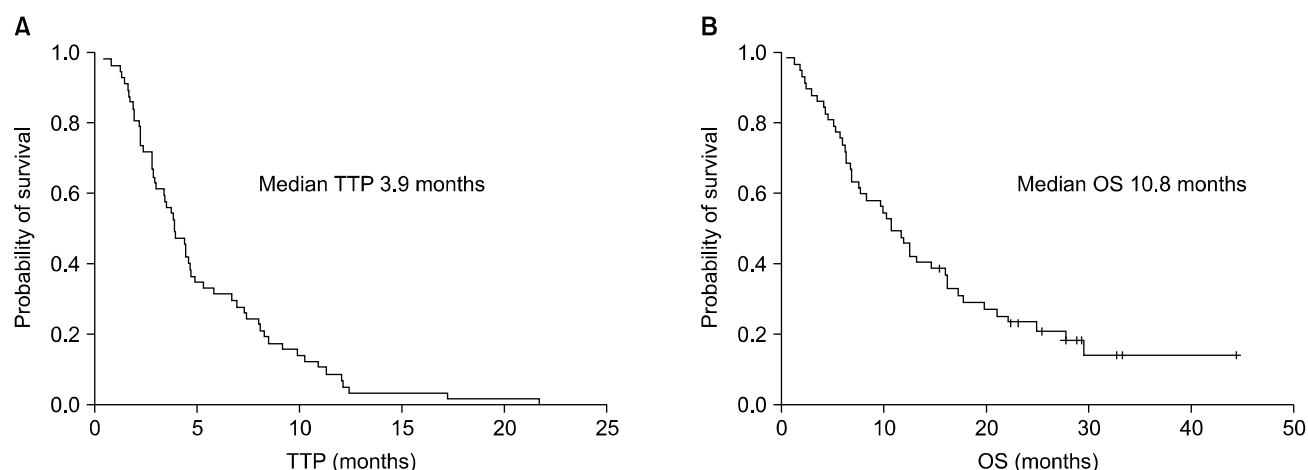 A
Probability of survival
1.0
0.8
0.6
0.4
0.2
0.0
Median TTP 3.9 months
0 5 10 15 20 25
TTP (months)
B
Probability of survival
1.0
0.8
0.6
0.4
0.2
0.0
Median OS 10.8 months
0 10 20 30 40 50
OS (months)